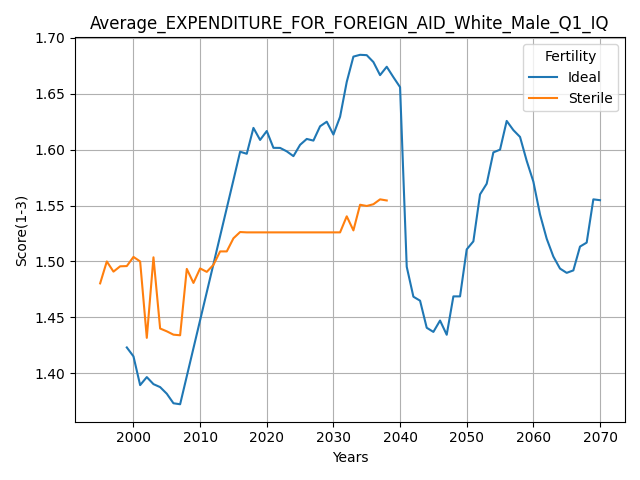 Average_EXPENDITURE_FOR_FOREIGN_AID_White_Male_Q1_IQ
Fertility
Ideal
Sterile
Score(1-3)
1.70
1.65
1.60
1.55
1.50
1.45
1.40
2000 2010 2020 2030 2040 2050 2060 2070
Years